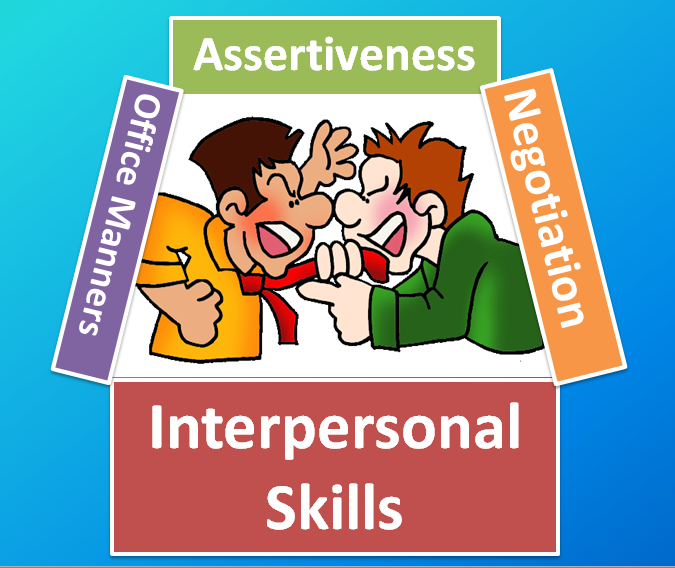 Assertiveness
Office Manners
Negotiation
Interpersonal
Skills